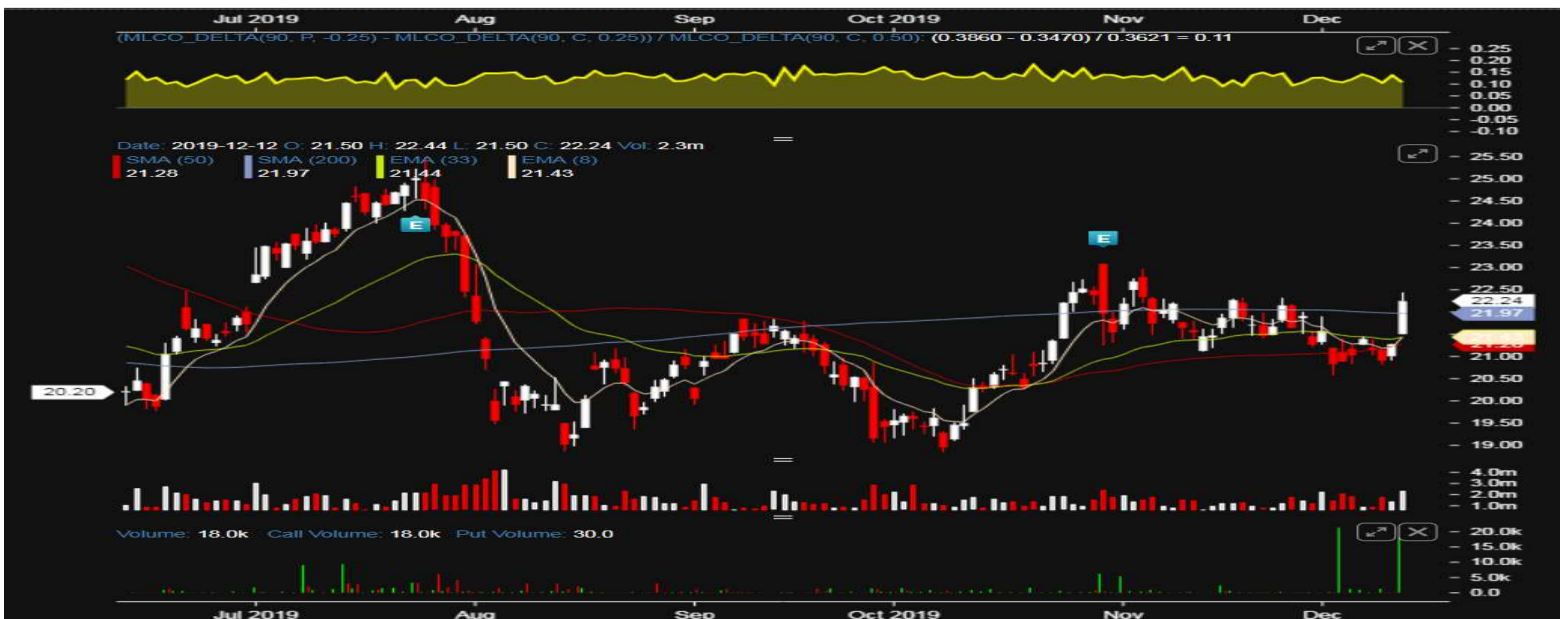 Jul 2019 Aug Sep Oct 2019 Nov Dec
(MLCO_DELTA(90, P, -0.25) - MLCO_DELTA(90, C, 0.25)) / MLCO_DELTA(90, C, 0.50): (0.3860 - 0.3470) / 0.3621 = 0.11
0.25
0.20
0.15
0.10
0.05
0.00
-0.05
-0.10
Date: 2019-12-12 O: 21.50 H: 22.44 L: 21.50 C: 22.24 Vol: 2.3m
SMA (50) SMA (200) EMA (33) EMA (8)
21.28 21.97 21.44 21.43
25.50
25.00
24.50
24.00
E
23.50
E
23.00
22.50
22.24
21.97
21.00
20.50
20.20
20.00
19.50
19.00
4.0m
3.0m
2.0m
1.0m
Volume: 18.0k Call Volume: 18.0k Put Volume: 30.0
20.0k
15.0k
10.0k
5.0k
0.0
Jul 2019 Aug Sep Oct 2019 Nov Dec